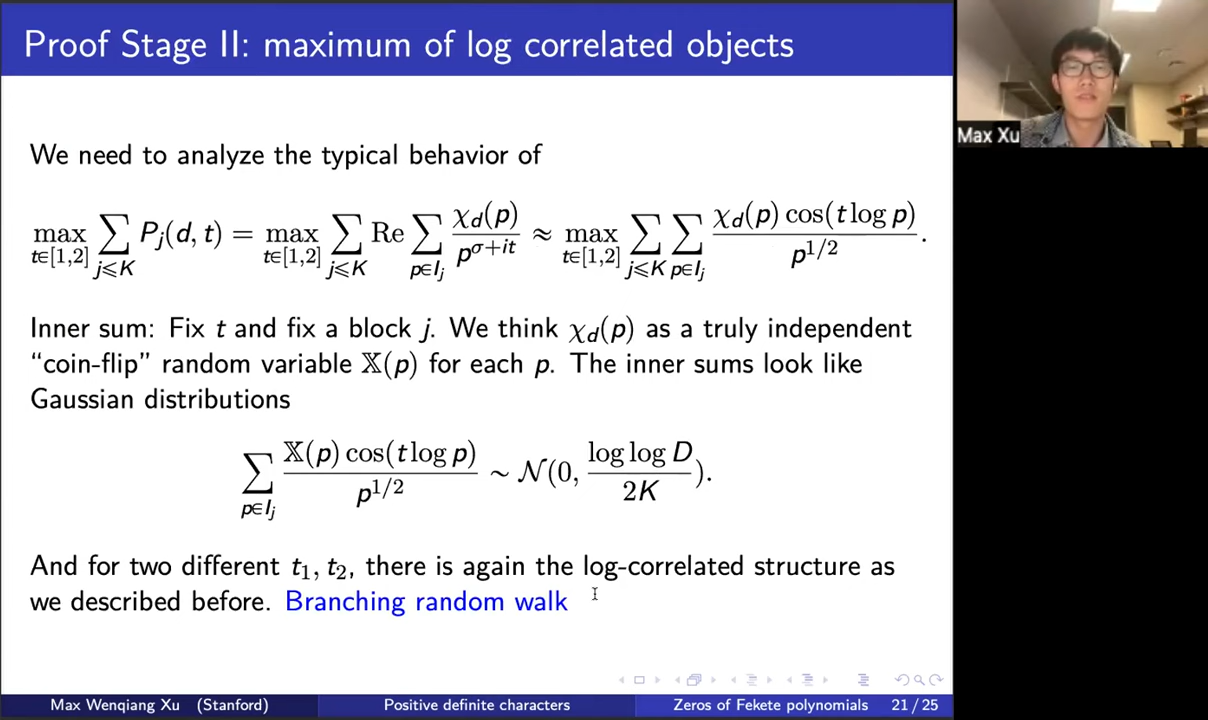 Proof Stage II: maximum of log correlated objects
Max Xu
We need to analyze the typical behavior of
max_{t∈[1,2]} ∑_{j⩽K} P_j(d, t) = max_{t∈[1,2]} ∑_{j⩽K} Re ∑_{p∈I_j} χ_d(p) / p^{σ+it} ≈ max_{t∈[1,2]} ∑_{j⩽K} ∑_{p∈I_j} χ_d(p) cos(t log p) / p^{1/2}.
Inner sum: Fix t and fix a block j. We think χ_d(p) as a truly independent
“coin-flip” random variable 𝕏(p) for each p. The inner sums look like
Gaussian distributions
∑_{p∈I_j} 𝕏(p) cos(t log p) / p^{1/2} ~ 𝒩(0, log log D / 2K).
And for two different t₁, t₂, there is again the log-correlated structure as
we described before. Branching random walk
Max Wenqiang Xu (Stanford) Positive definite characters Zeros of Fekete polynomials 21 / 25